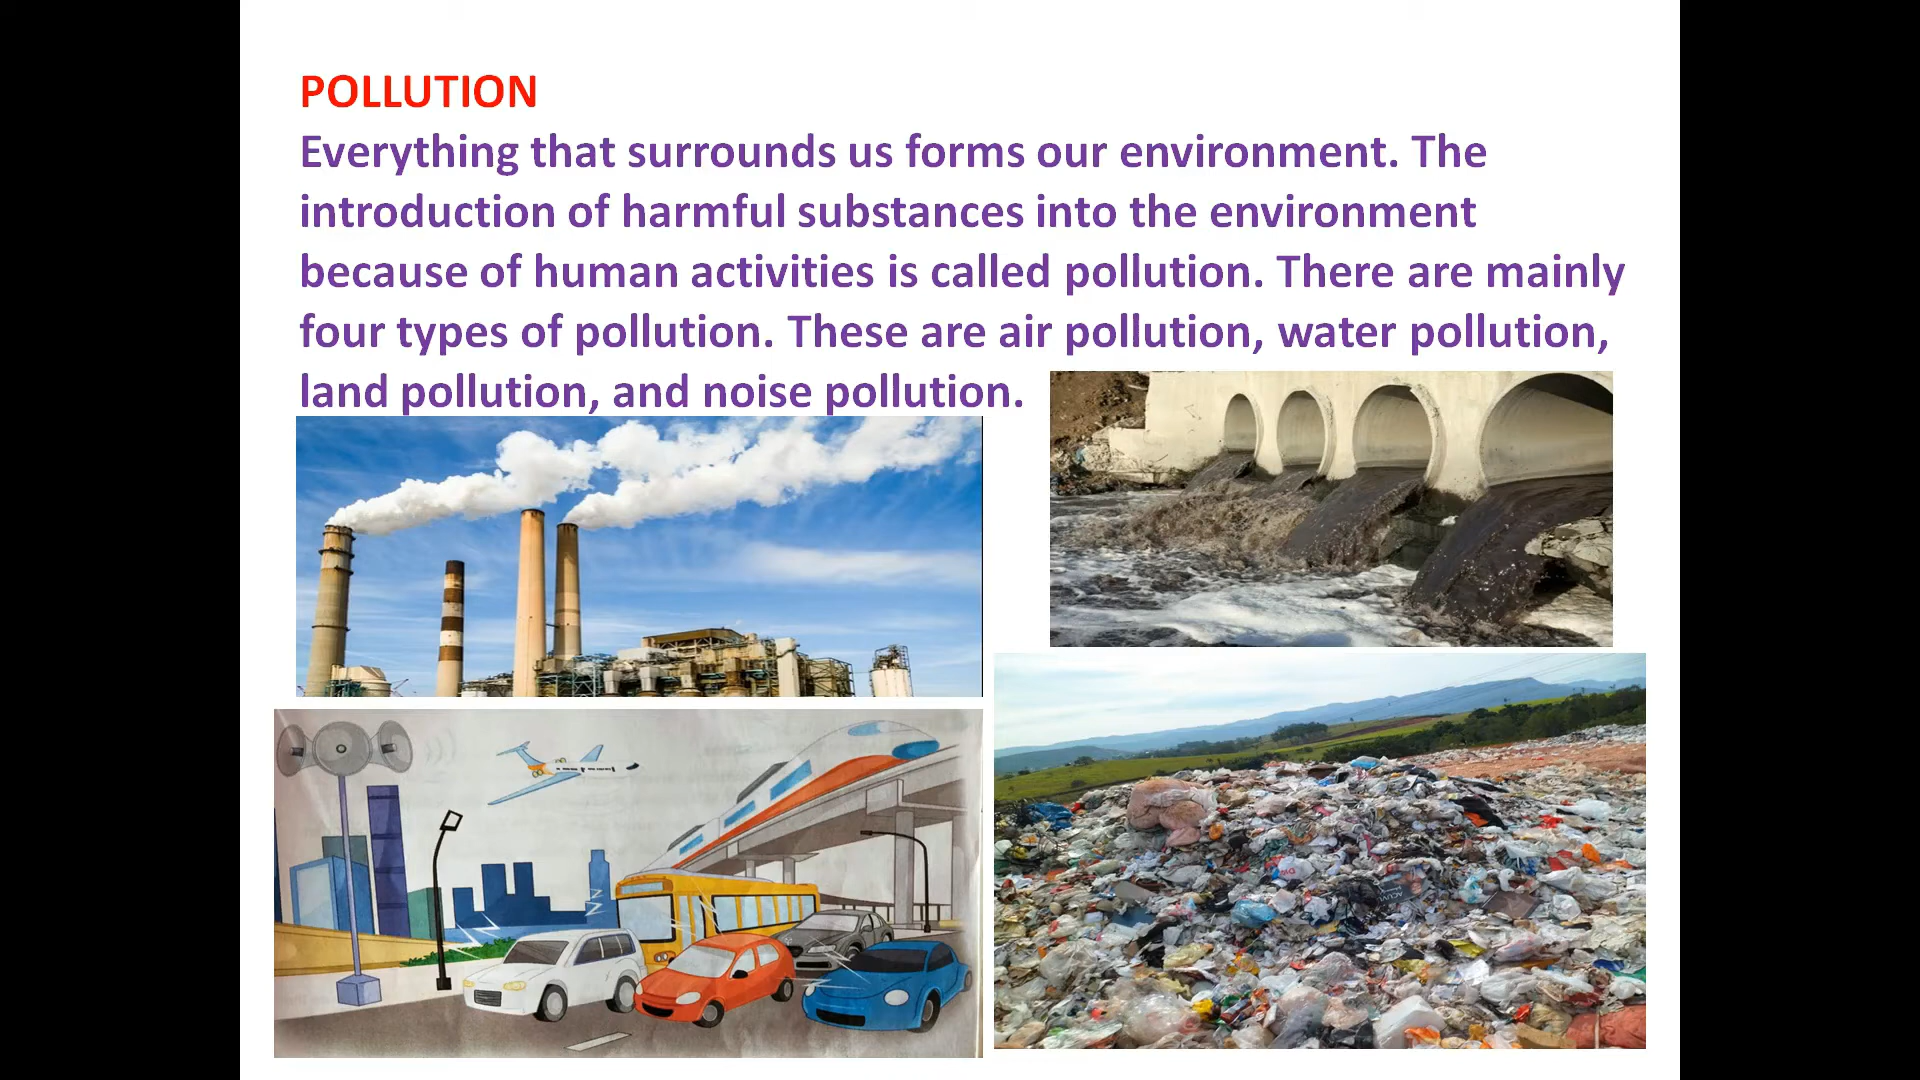 POLLUTION
Everything that surrounds us forms our environment. The
introduction of harmful substances into the environment
because of human activities is called pollution. There are mainly
four types of pollution. These are air pollution, water pollution,
land pollution, and noise pollution.